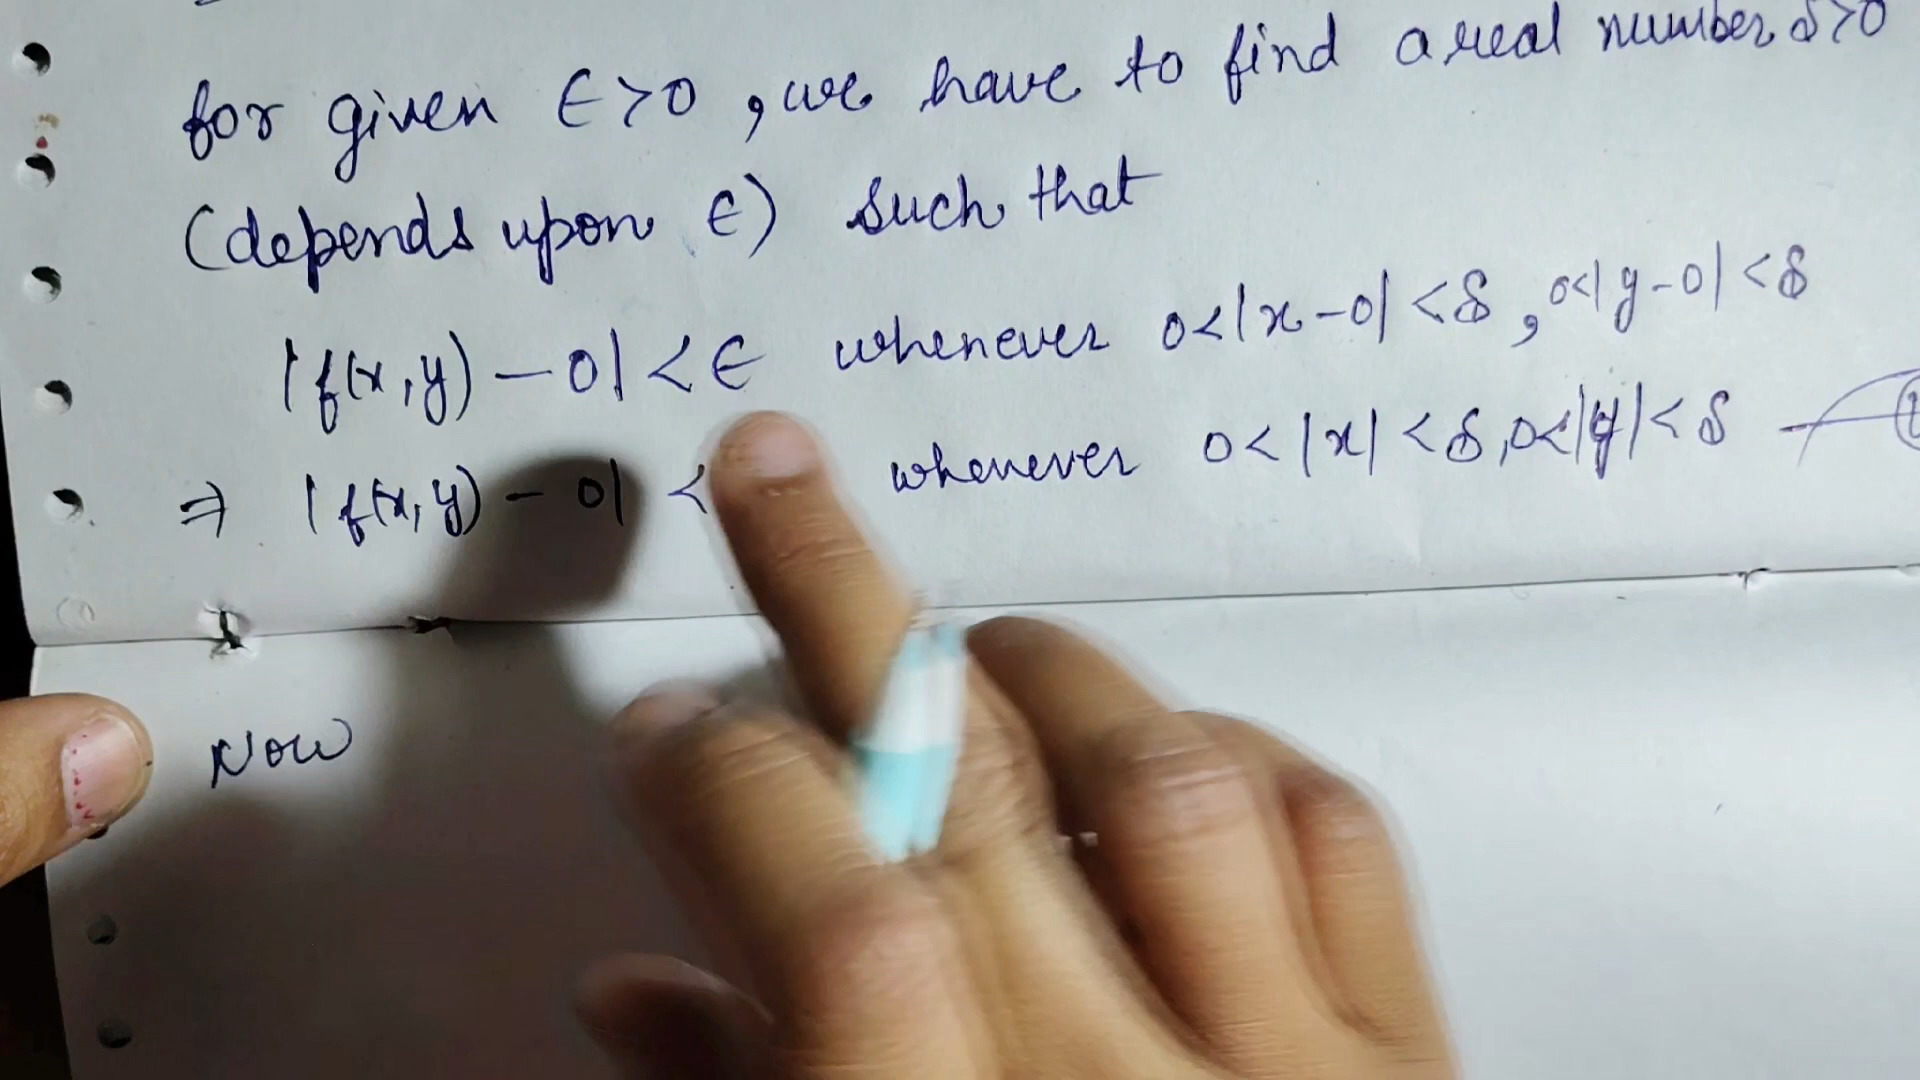 for given ϵ>0, we have to find a real number δ>0
(depends upon ϵ) such that
|f(x,y) - 0| < ϵ whenever 0<|x-0|<δ, 0<|y-0|<δ
⇒ |f(x,y) - 0| < whenever 0<|x|<δ, 0<|y|<δ —
Now